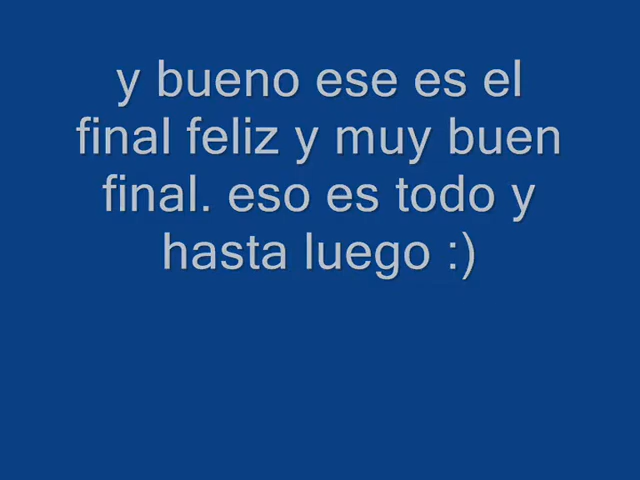 y bueno ese es el
final feliz y muy buen
final. eso es todo y
hasta luego :)